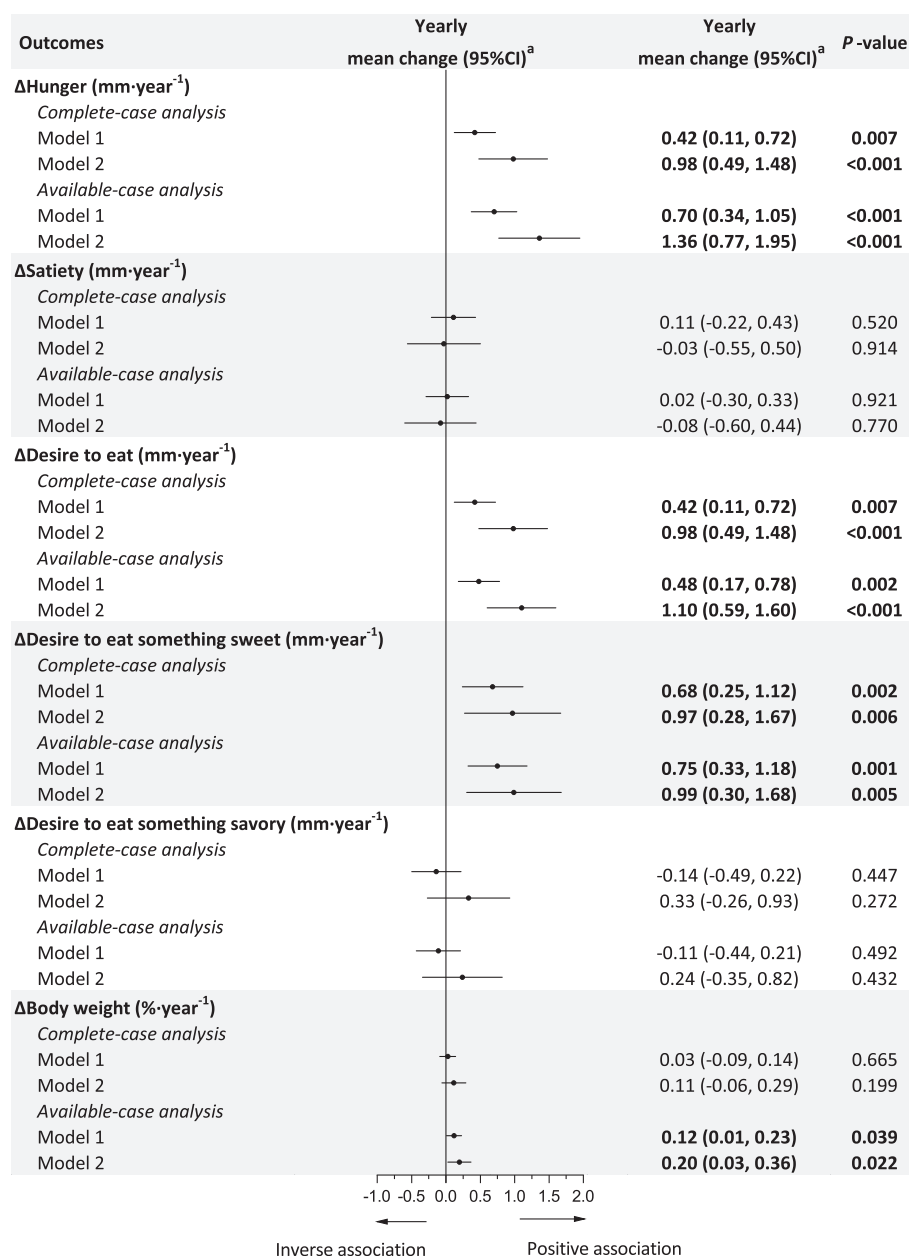 Outcomes
Yearly
mean change (95%CI)a
Yearly
mean change (95%CI)a
P-value
ΔHunger (mm·year-1)
Complete-case analysis
Model 1 0.42 (0.11, 0.72) 0.007
Model 2 0.98 (0.49, 1.48) <0.001
Available-case analysis
Model 1 0.70 (0.34, 1.05) <0.001
Model 2 1.36 (0.77, 1.95) <0.001
ΔSatiety (mm·year-1)
Complete-case analysis
Model 1 0.11 (-0.22, 0.43) 0.520
Model 2 -0.03 (-0.55, 0.50) 0.914
Available-case analysis
Model 1 0.02 (-0.30, 0.33) 0.921
Model 2 -0.08 (-0.60, 0.44) 0.770
ΔDesire to eat (mm·year-1)
Complete-case analysis
Model 1 0.42 (0.11, 0.72) 0.007
Model 2 0.98 (0.49, 1.48) <0.001
Available-case analysis
Model 1 0.48 (0.17, 0.78) 0.002
Model 2 1.10 (0.59, 1.60) <0.001
ΔDesire to eat something sweet (mm·year-1)
Complete-case analysis
Model 1 0.68 (0.25, 1.12) 0.002
Model 2 0.97 (0.28, 1.67) 0.006
Available-case analysis
Model 1 0.75 (0.33, 1.18) 0.001
Model 2 0.99 (0.30, 1.68) 0.005
ΔDesire to eat something savory (mm·year-1)
Complete-case analysis
Model 1 -0.14 (-0.49, 0.22) 0.447
Model 2 0.33 (-0.26, 0.93) 0.272
Available-case analysis
Model 1 -0.11 (-0.44, 0.21) 0.492
Model 2 0.24 (-0.35, 0.82) 0.432
ΔBody weight (%·year-1)
Complete-case analysis
Model 1 0.03 (-0.09, 0.14) 0.665
Model 2 0.11 (-0.06, 0.29) 0.199
Available-case analysis
Model 1 0.12 (0.01, 0.23) 0.039
Model 2 0.20 (0.03, 0.36) 0.022
-1.0 -0.5 0.0 0.5 1.0 1.5 2.0
Inverse association Positive association